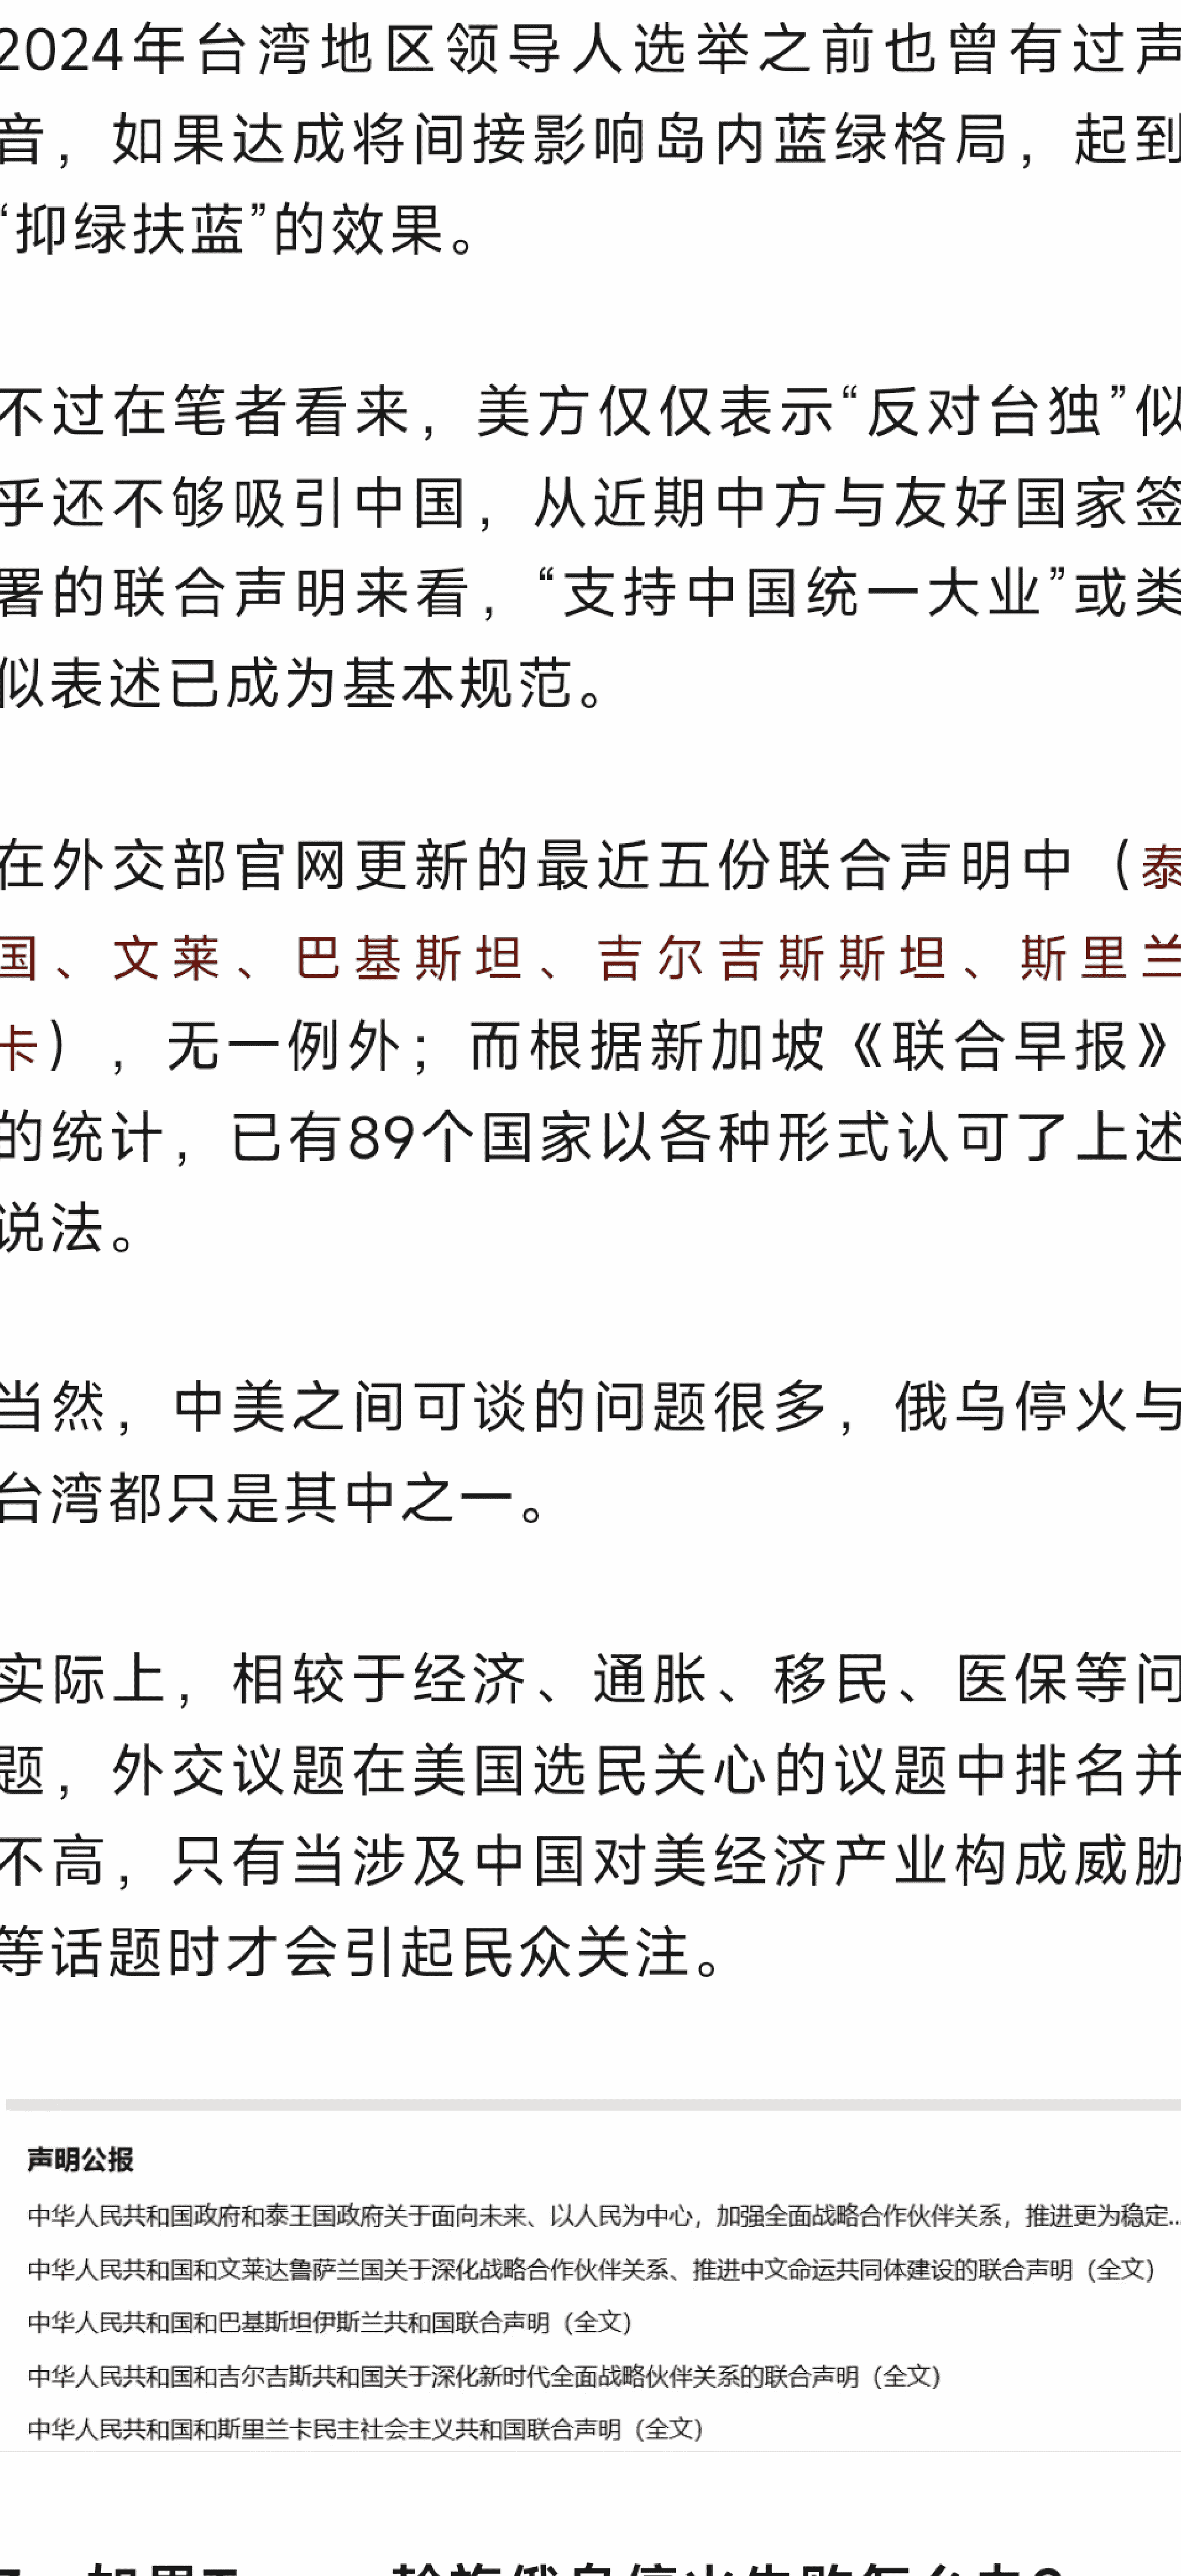 2024年台湾地区领导人选举之前也曾有过声
音，如果达成将间接影响岛内蓝绿格局，起到
“抑绿扶蓝”的效果。
不过在笔者看来，美方仅仅表示“反对台独”似
乎还不够吸引中国，从近期中方与友好国家签
署的联合声明来看，“支持中国统一大业”或类
似表述已成为基本规范。
在外交部官网更新的最近五份联合声明中（泰
国、文莱、巴基斯坦、吉尔吉斯斯坦、斯里兰
卡），无一例外；而根据新加坡《联合早报》
的统计，已有89个国家以各种形式认可了上述
说法。
当然，中美之间可谈的问题很多，俄乌停火与
台湾都只是其中之一。
实际上，相较于经济、通胀、移民、医保等问
题，外交议题在美国选民关心的议题中排名并
不高，只有当涉及中国对美经济产业构成威胁
等话题时才会引起民众关注。
声明公报
中华人民共和国政府和泰王国政府关于面向未来、以人民为中心，加强全面战略合作伙伴关系，推进更为稳定...
中华人民共和国和文莱达鲁萨兰国关于深化战略合作伙伴关系、推进中文命运共同体建设的联合声明（全文）
中华人民共和国和巴基斯坦伊斯兰共和国联合声明（全文）
中华人民共和国和吉尔吉斯共和国关于深化新时代全面战略伙伴关系的联合声明（全文）
中华人民共和国和斯里兰卡民主社会主义共和国联合声明（全文）